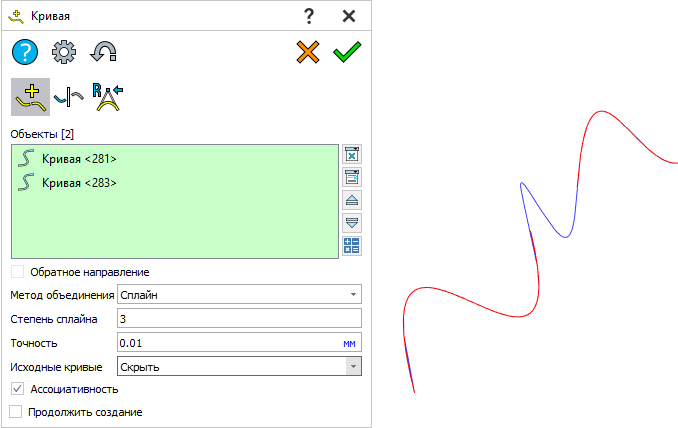 Кривая
?
?
R
Объекты [2]
Кривая <281>
Кривая <283>
Обратное направление
Метод объединения Сплайн
Степень сплайна 3
Точность 0.01 мм
Исходные кривые Скрыть
Ассоциативность
Продолжить создание